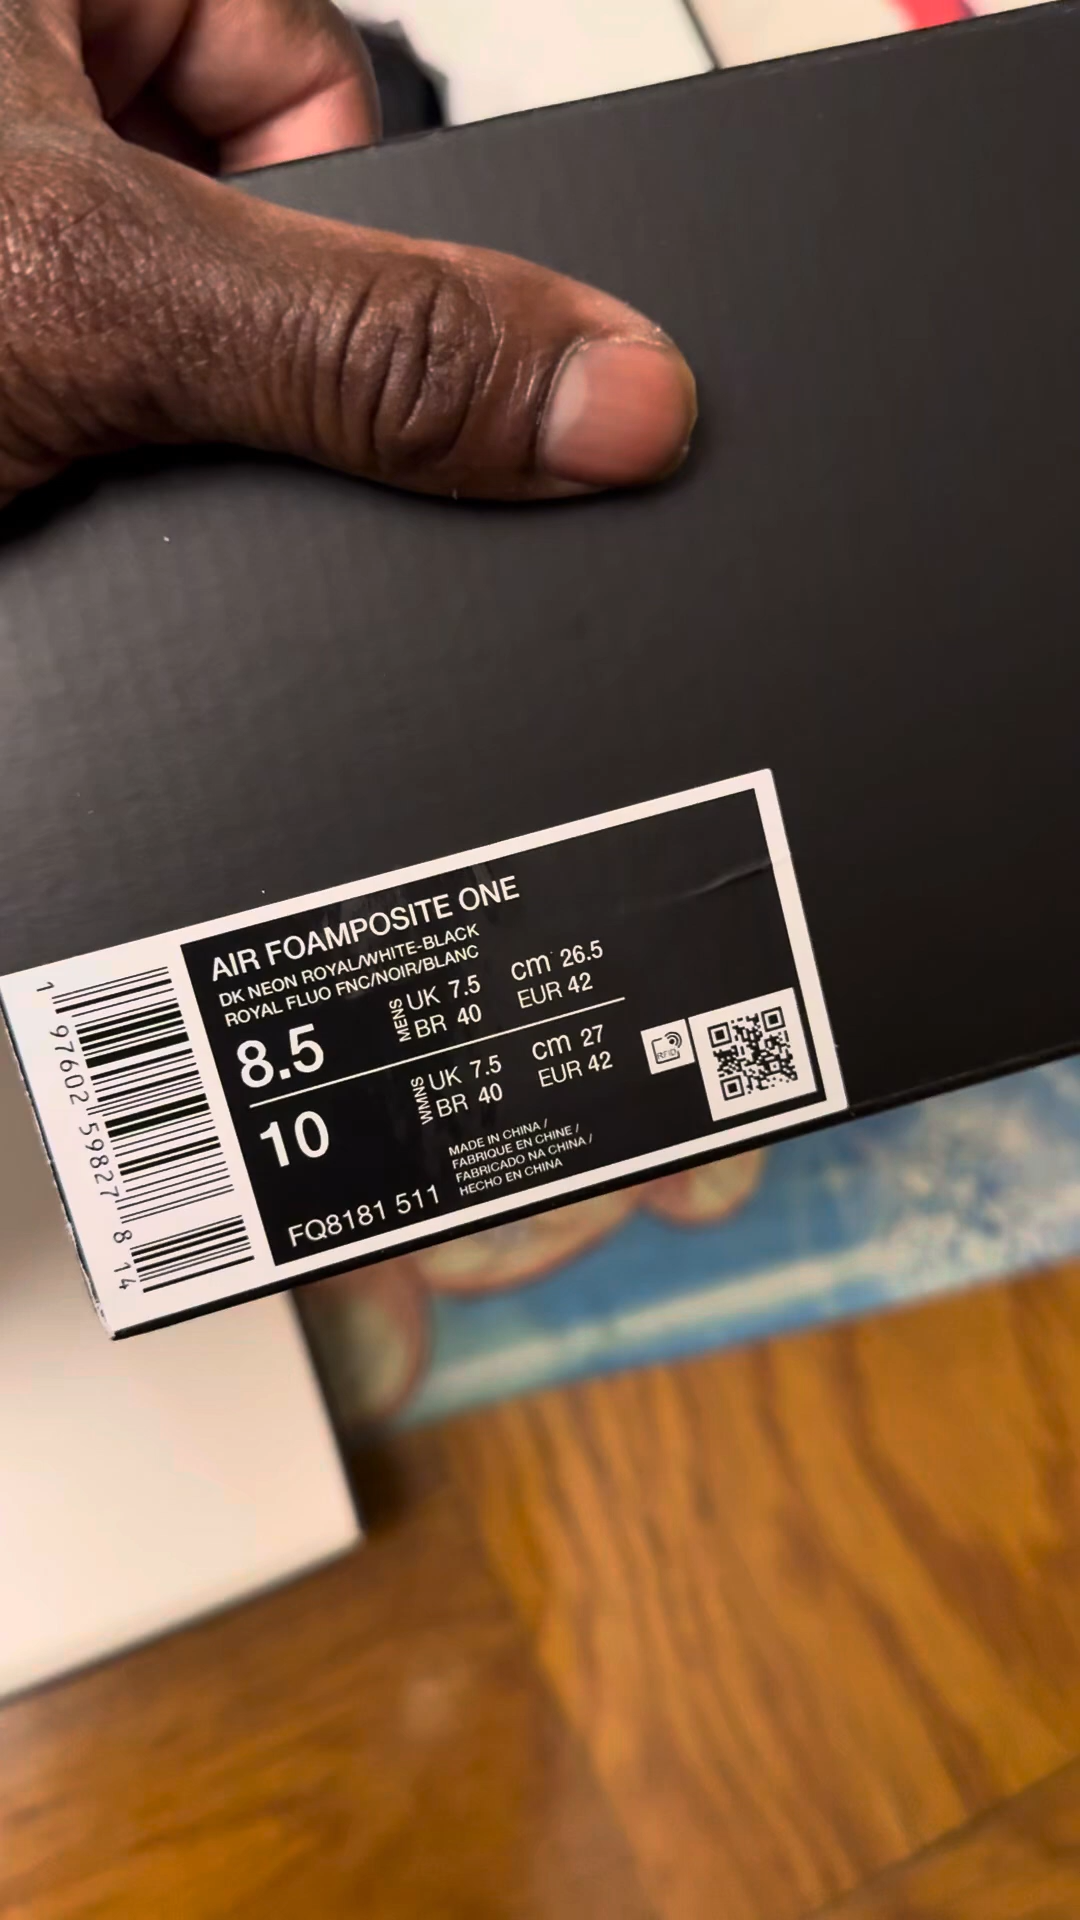 AIR FOAMPOSITE ONE
DK NEON ROYAL/WHITE-BLACK
ROYAL FLUO FNC/NOIR/BLANC
8.5
MENS
UK 7.5
BR 40
cm 26.5
EUR 42
10
WMNS
UK 7.5
BR 40
cm 27
EUR 42
MADE IN CHINA /
FABRIQUE EN CHINE /
FABRICADO NA CHINA /
HECHO EN CHINA
FQ8181 511
RFID
1 97602 59827 8 14